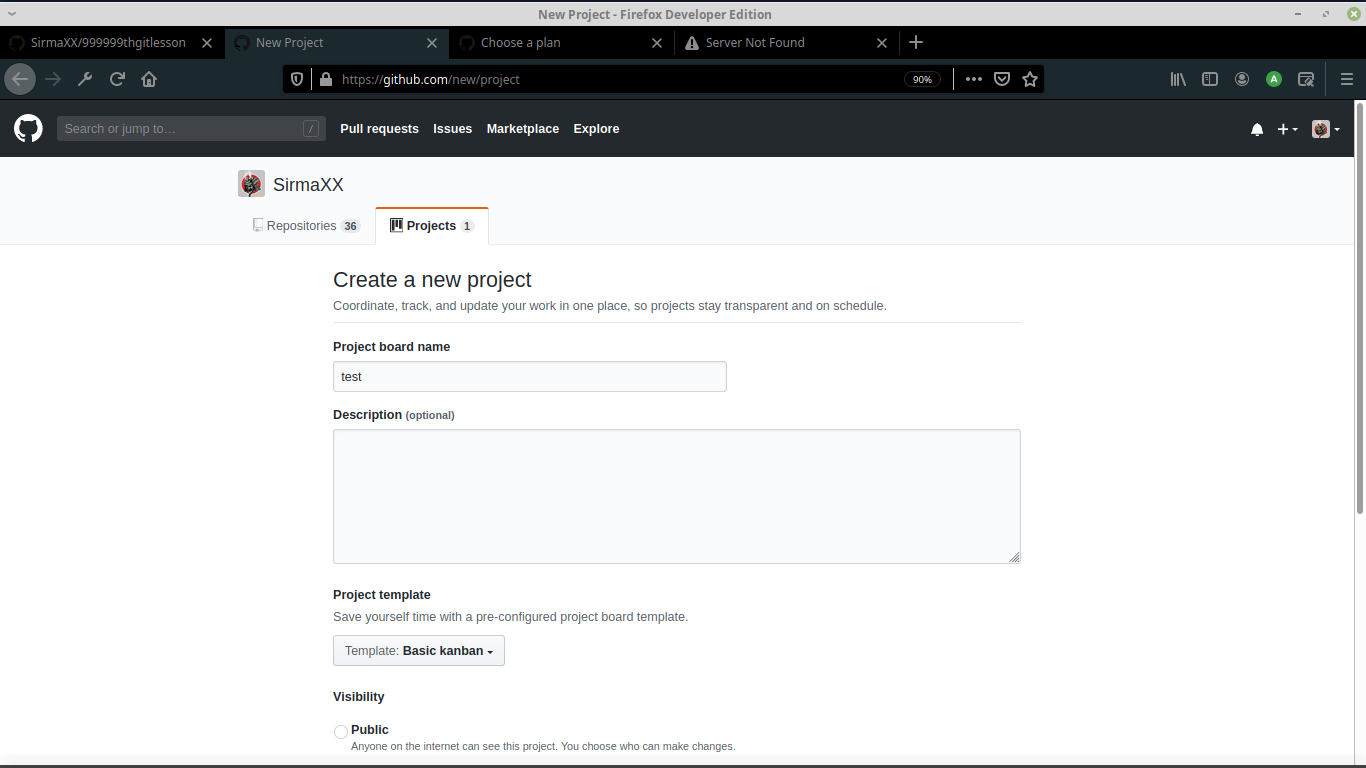 New Project - Firefox Developer Edition
SirmaXX/999999thgitlesson
New Project
Choose a plan
Server Not Found
https://github.com/new/project
90%
A
Search or jump to…
/
Pull requests
Issues
Marketplace
Explore
SirmaXX
Repositories 36
Projects 1
Create a new project
Coordinate, track, and update your work in one place, so projects stay transparent and on schedule.
Project board name
test
Description (optional)
Project template
Save yourself time with a pre-configured project board template.
Template: Basic kanban
Visibility
Public
Anyone on the internet can see this project. You choose who can make changes.